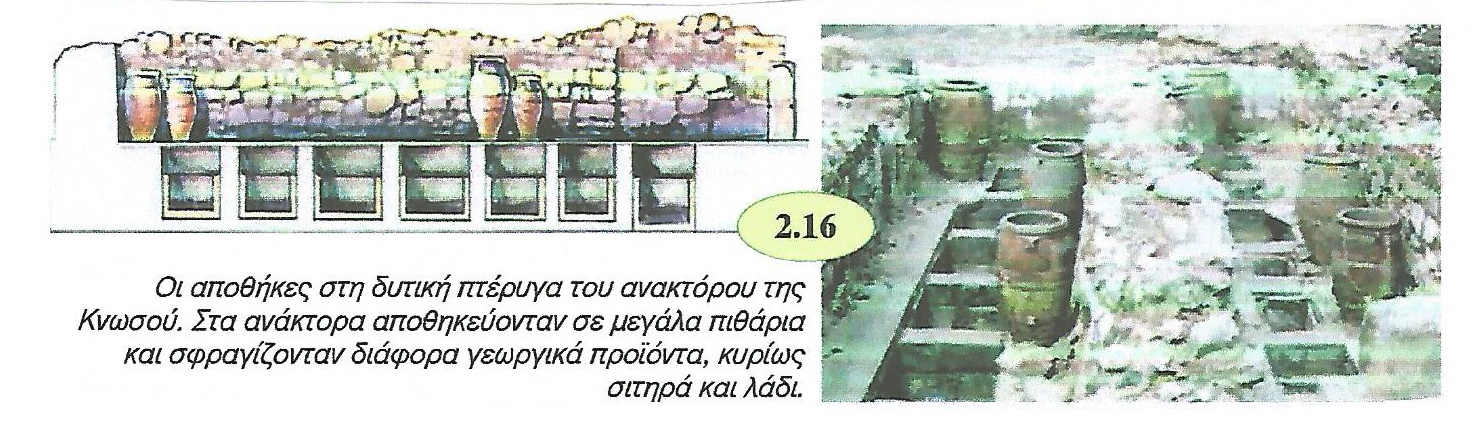 2.16
Οι αποθήκες στη δυτική πτέρυγα του ανακτόρου της
Κνωσού. Στα ανάκτορα αποθηκεύονταν σε μεγάλα πιθάρια
και σφραγίζονταν διάφορα γεωργικά προϊόντα, κυρίως
σιτηρά και λάδι.